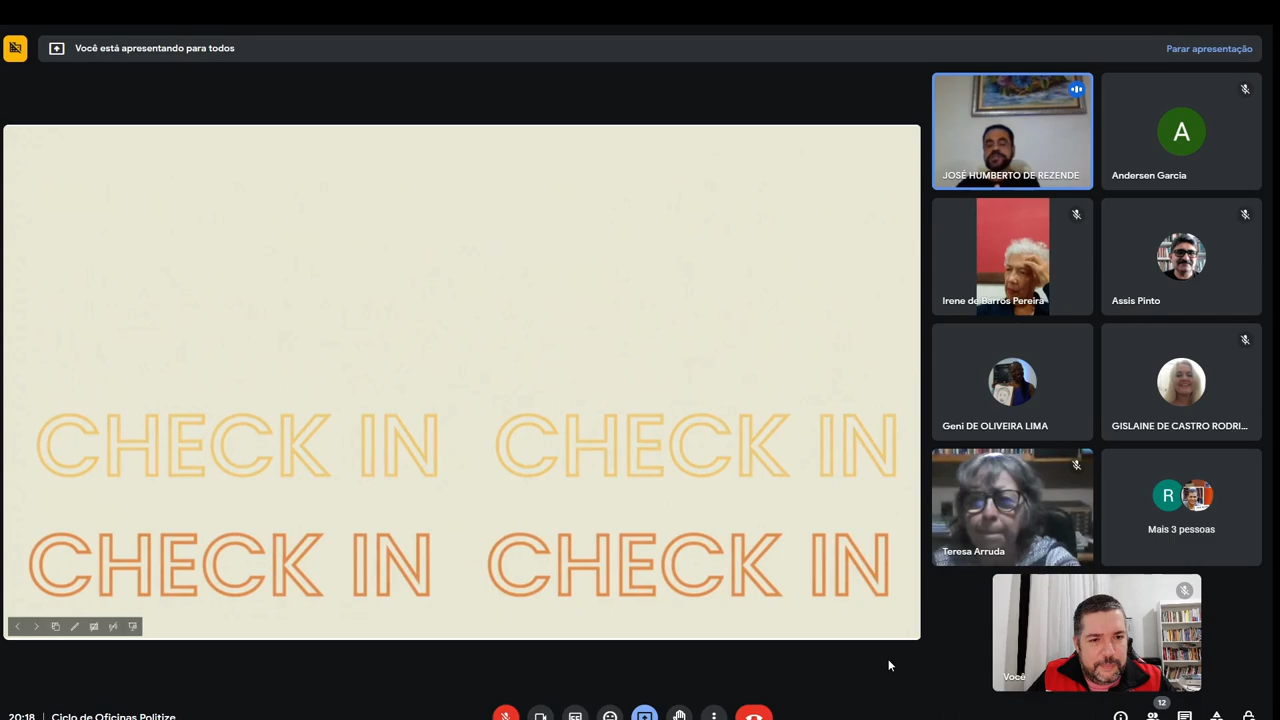 Você está apresentando para todos
Parar apresentação
CHECK IN CHECK IN
CHECK IN CHECK IN
JOSÉ HUMBERTO DE REZENDE
A
Andersen Garcia
Irene de Barros Pereira
Assis Pinto
Geni DE OLIVEIRA LIMA
GISLAINE DE CASTRO RODRI...
Teresa Arruda
R
Mais 3 pessoas
Você
20:18 | Ciclo de Oficinas Politize
12